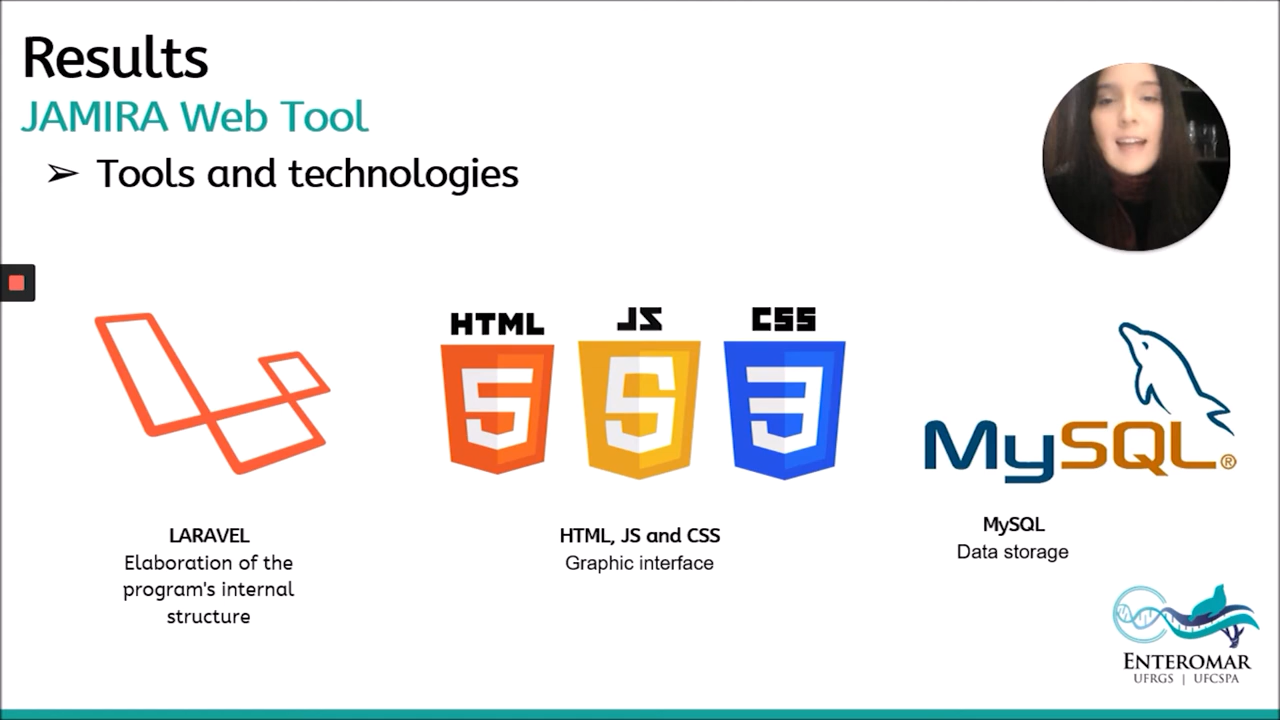 Results
JAMIRA Web Tool
➢ Tools and technologies
HTML
JS
CSS
5
S
3
MySQL®
LARAVEL
Elaboration of the
program's internal
structure
HTML, JS and CSS
Graphic interface
MySQL
Data storage
ENTEROMAR
UFRGS | UFCSPA